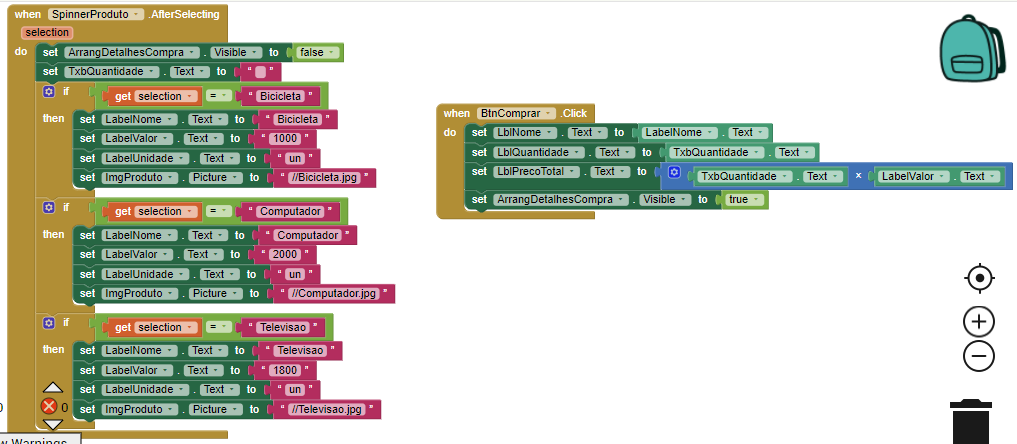 when SpinnerProduto .AfterSelecting
selection
do set ArrangDetalhesCompra . Visible to false
set TxbQuantidade . Text to " "
if get selection = " Bicicleta "
then set LabelNome . Text to " Bicicleta "
set LabelValor . Text to " 1000 "
set LabelUnidade . Text to " un "
set ImgProduto . Picture to " //Bicicleta.jpg "
if get selection = " Computador "
then set LabelNome . Text to " Computador "
set LabelValor . Text to " 2000 "
set LabelUnidade . Text to " un "
set ImgProduto . Picture to " //Computador.jpg "
if get selection = " Televisao "
then set LabelNome . Text to " Televisao "
set LabelValor . Text to " 1800 "
set LabelUnidade . Text to " un "
set ImgProduto . Picture to " //Televisao.jpg "
0
Warnings
when BtnComprar .Click
do set LblNome . Text to LabelNome . Text
set LblQuantidade . Text to TxbQuantidade . Text
set LblPrecoTotal . Text to TxbQuantidade . Text × LabelValor . Text
set ArrangDetalhesCompra . Visible to true